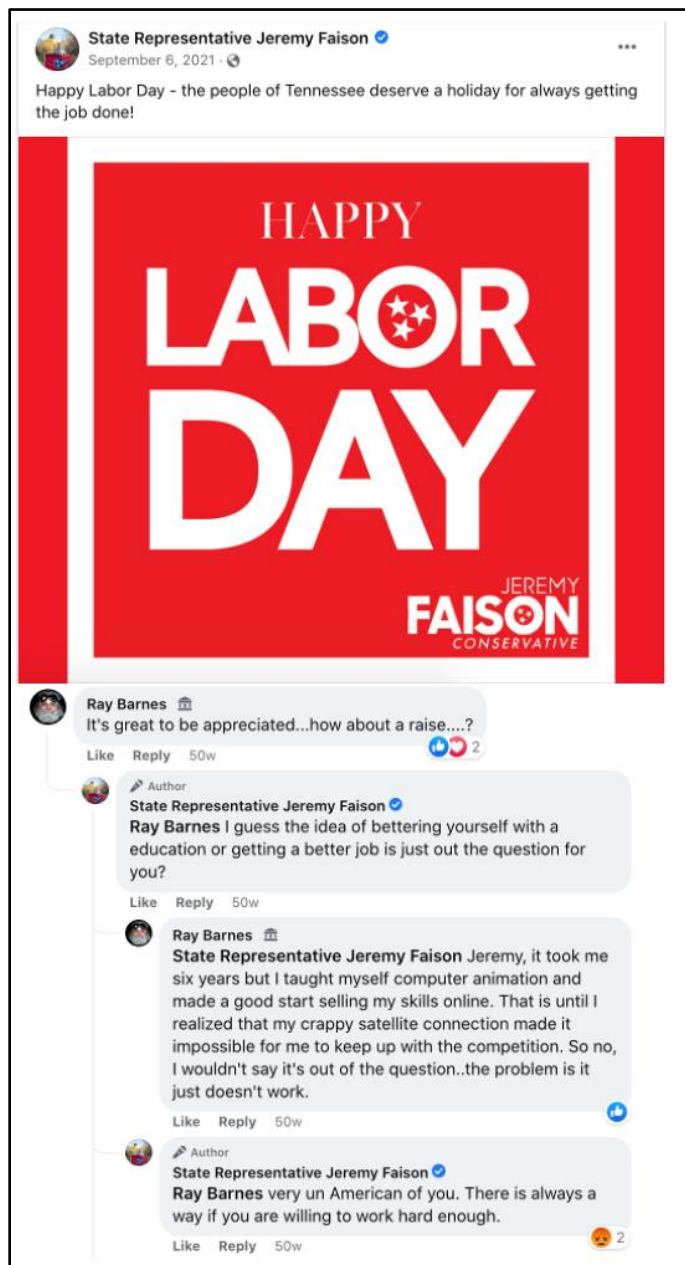 State Representative Jeremy Faison
September 6, 2021 ·
Happy Labor Day - the people of Tennessee deserve a holiday for always getting
the job done!
HAPPY
LABOR
DAY
JEREMY
FAISON
CONSERVATIVE
Ray Barnes
It's great to be appreciated...how about a raise....?
2
Like Reply 50w
Author
State Representative Jeremy Faison
Ray Barnes I guess the idea of bettering yourself with a
education or getting a better job is just out the question for
you?
Like Reply 50w
Ray Barnes
State Representative Jeremy Faison Jeremy, it took me
six years but I taught myself computer animation and
made a good start selling my skills online. That is until I
realized that my crappy satellite connection made it
impossible for me to keep up with the competition. So no,
I wouldn't say it's out of the question..the problem is it
just doesn't work.
Like Reply 50w
Author
State Representative Jeremy Faison
Ray Barnes very un American of you. There is always a
way if you are willing to work hard enough.
2
Like Reply 50w